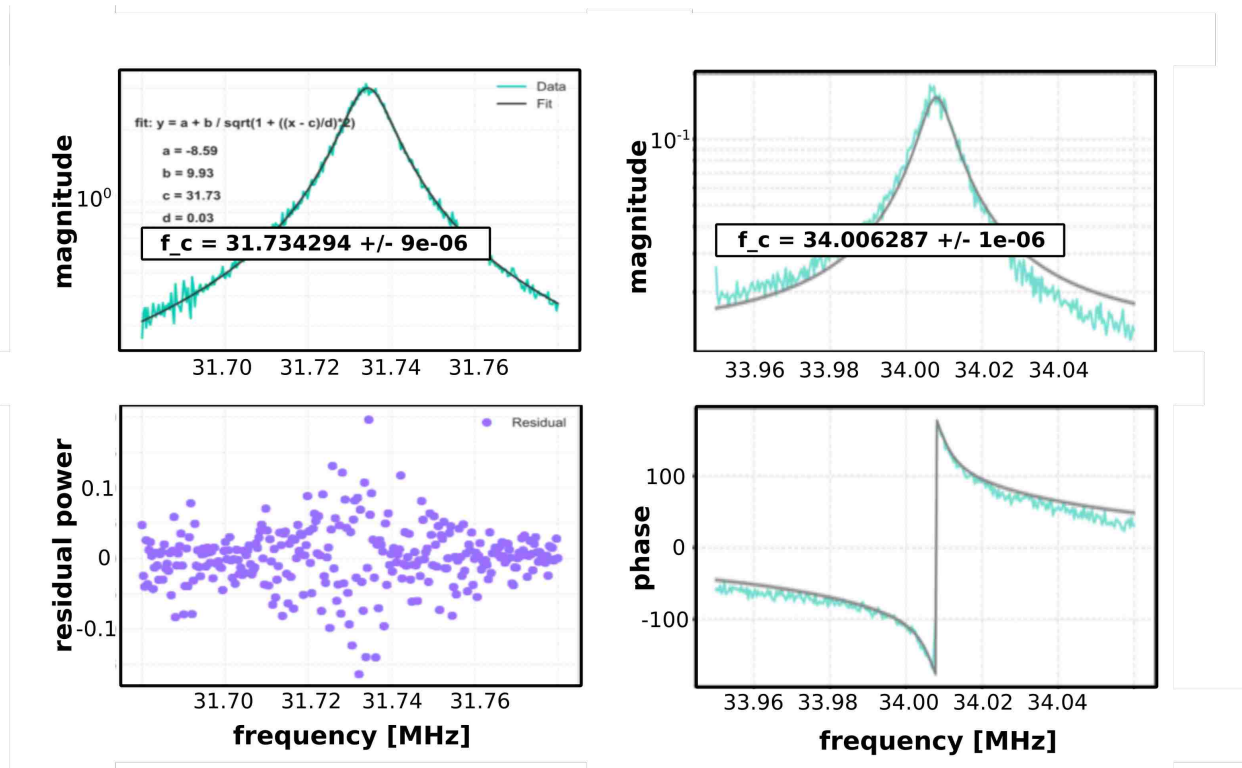 magnitude
10^0
Data
Fit
fit: y = a + b / sqrt(1 + ((x - c)/d)^2)
a = -8.59
b = 9.93
c = 31.73
d = 0.03
f_c = 31.734294 +/- 9e-06
31.70 31.72 31.74 31.76
magnitude
10^-1
f_c = 34.006287 +/- 1e-06
33.96 33.98 34.00 34.02 34.04
residual power
0.1
0
-0.1
Residual
31.70 31.72 31.74 31.76
frequency [MHz]
phase
100
0
-100
33.96 33.98 34.00 34.02 34.04
frequency [MHz]